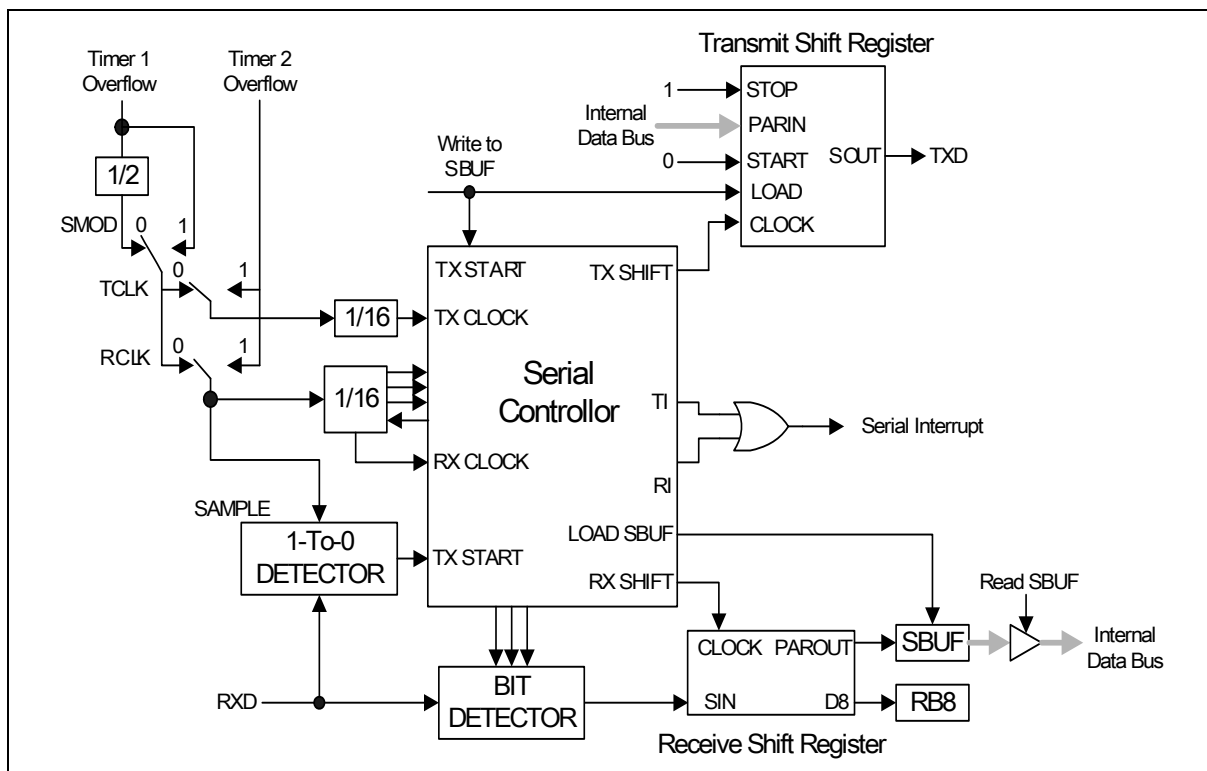 Timer 1
Overflow
Timer 2
Overflow
Transmit Shift Register
1
STOP
Internal
Data Bus
PARIN
SOUT
TXD
0
START
Write to
SBUF
LOAD
CLOCK
1/2
SMOD
0
1
TX START
TX SHIFT
TCLK
0
1
1/16
TX CLOCK
RCLK
0
1
1/16
Serial
Controllor
TI
Serial Interrupt
RX CLOCK
RI
SAMPLE
1-To-0
DETECTOR
TX START
LOAD SBUF
RX SHIFT
Read SBUF
CLOCK
PAROUT
SBUF
Internal
Data Bus
RXD
BIT
DETECTOR
SIN
D8
RB8
Receive Shift Register